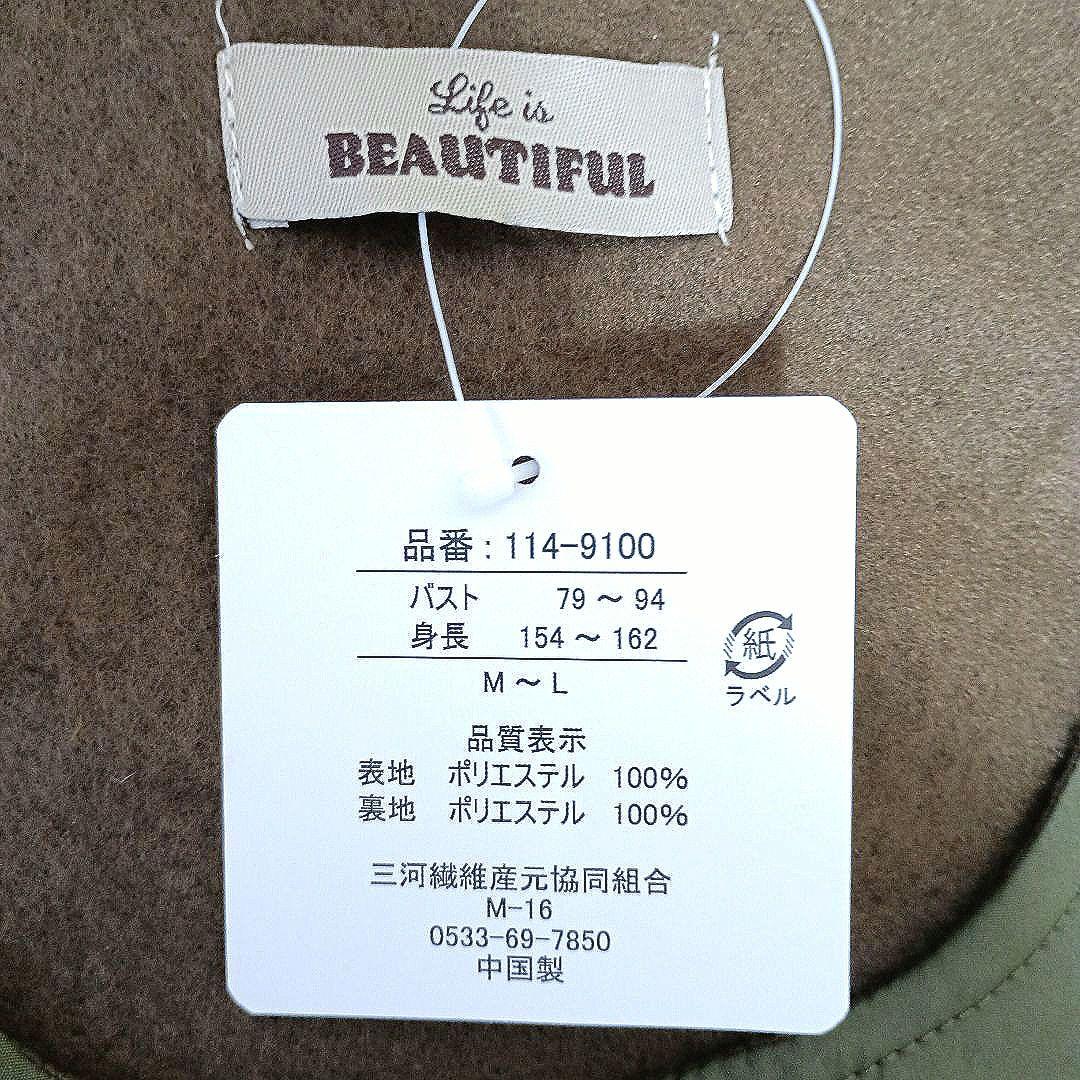 Life is
BEAUTIFUL
品番：114-9100
バスト 79～94
身長 154～162
M～L
紙
ラベル
品質表示
表地 ポリエステル 100%
裏地 ポリエステル 100%
三河繊維産元協同組合
M-16
0533-69-7850
中国製